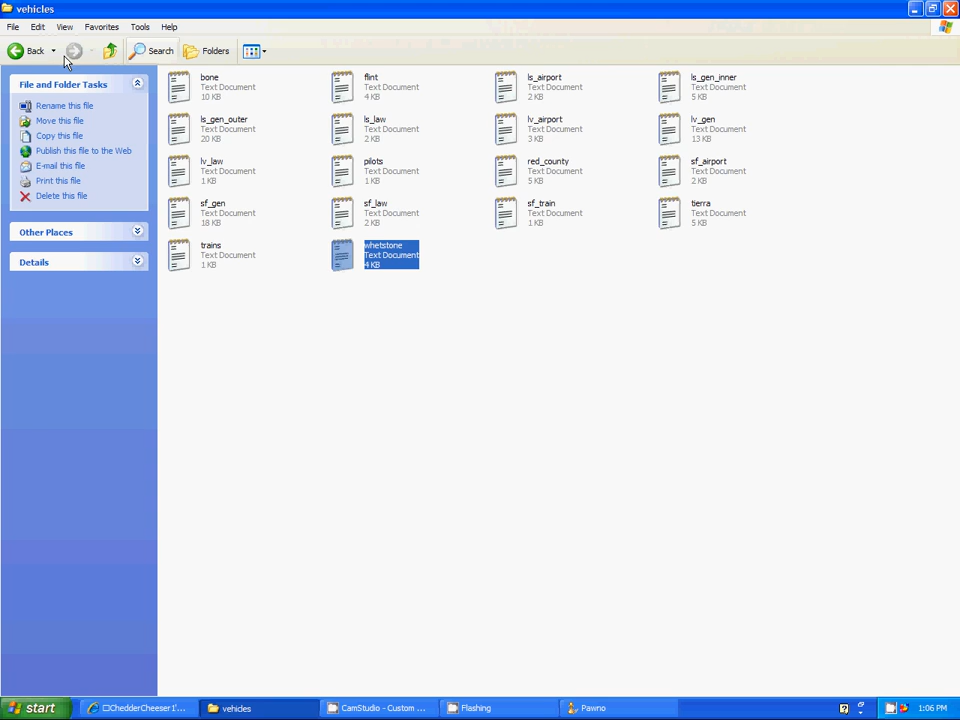 vehicles
File Edit View Favorites Tools Help
Back Search Folders
File and Folder Tasks
Rename this file
Move this file
Copy this file
Publish this file to the Web
E-mail this file
Print this file
Delete this file
Other Places
Details
bone
Text Document
10 KB
flint
Text Document
4 KB
ls_airport
Text Document
2 KB
ls_gen_inner
Text Document
5 KB
ls_gen_outer
Text Document
20 KB
ls_law
Text Document
2 KB
lv_airport
Text Document
3 KB
lv_gen
Text Document
13 KB
lv_law
Text Document
1 KB
pilots
Text Document
1 KB
red_county
Text Document
5 KB
sf_airport
Text Document
2 KB
sf_gen
Text Document
18 KB
sf_law
Text Document
2 KB
sf_train
Text Document
1 KB
tierra
Text Document
5 KB
trains
Text Document
1 KB
whetstone
Text Document
4 KB
start □ChedderCheeser1'... vehicles CamStudio - Custom ... Flashing Pawno 1:06 PM